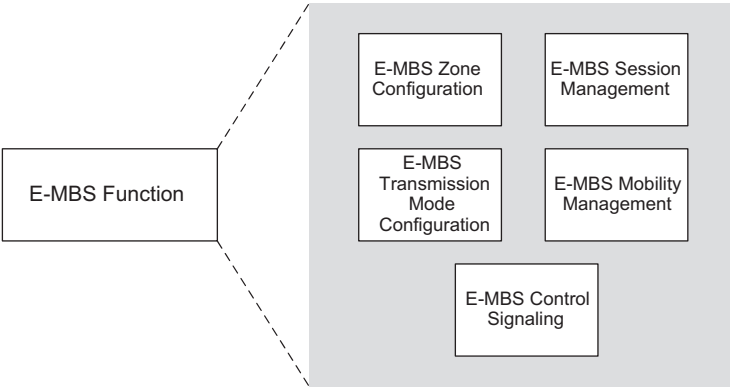 E-MBS Function
E-MBS Zone
Configuration
E-MBS Session
Management
E-MBS
Transmission
Mode
Configuration
E-MBS Mobility
Management
E-MBS Control
Signaling